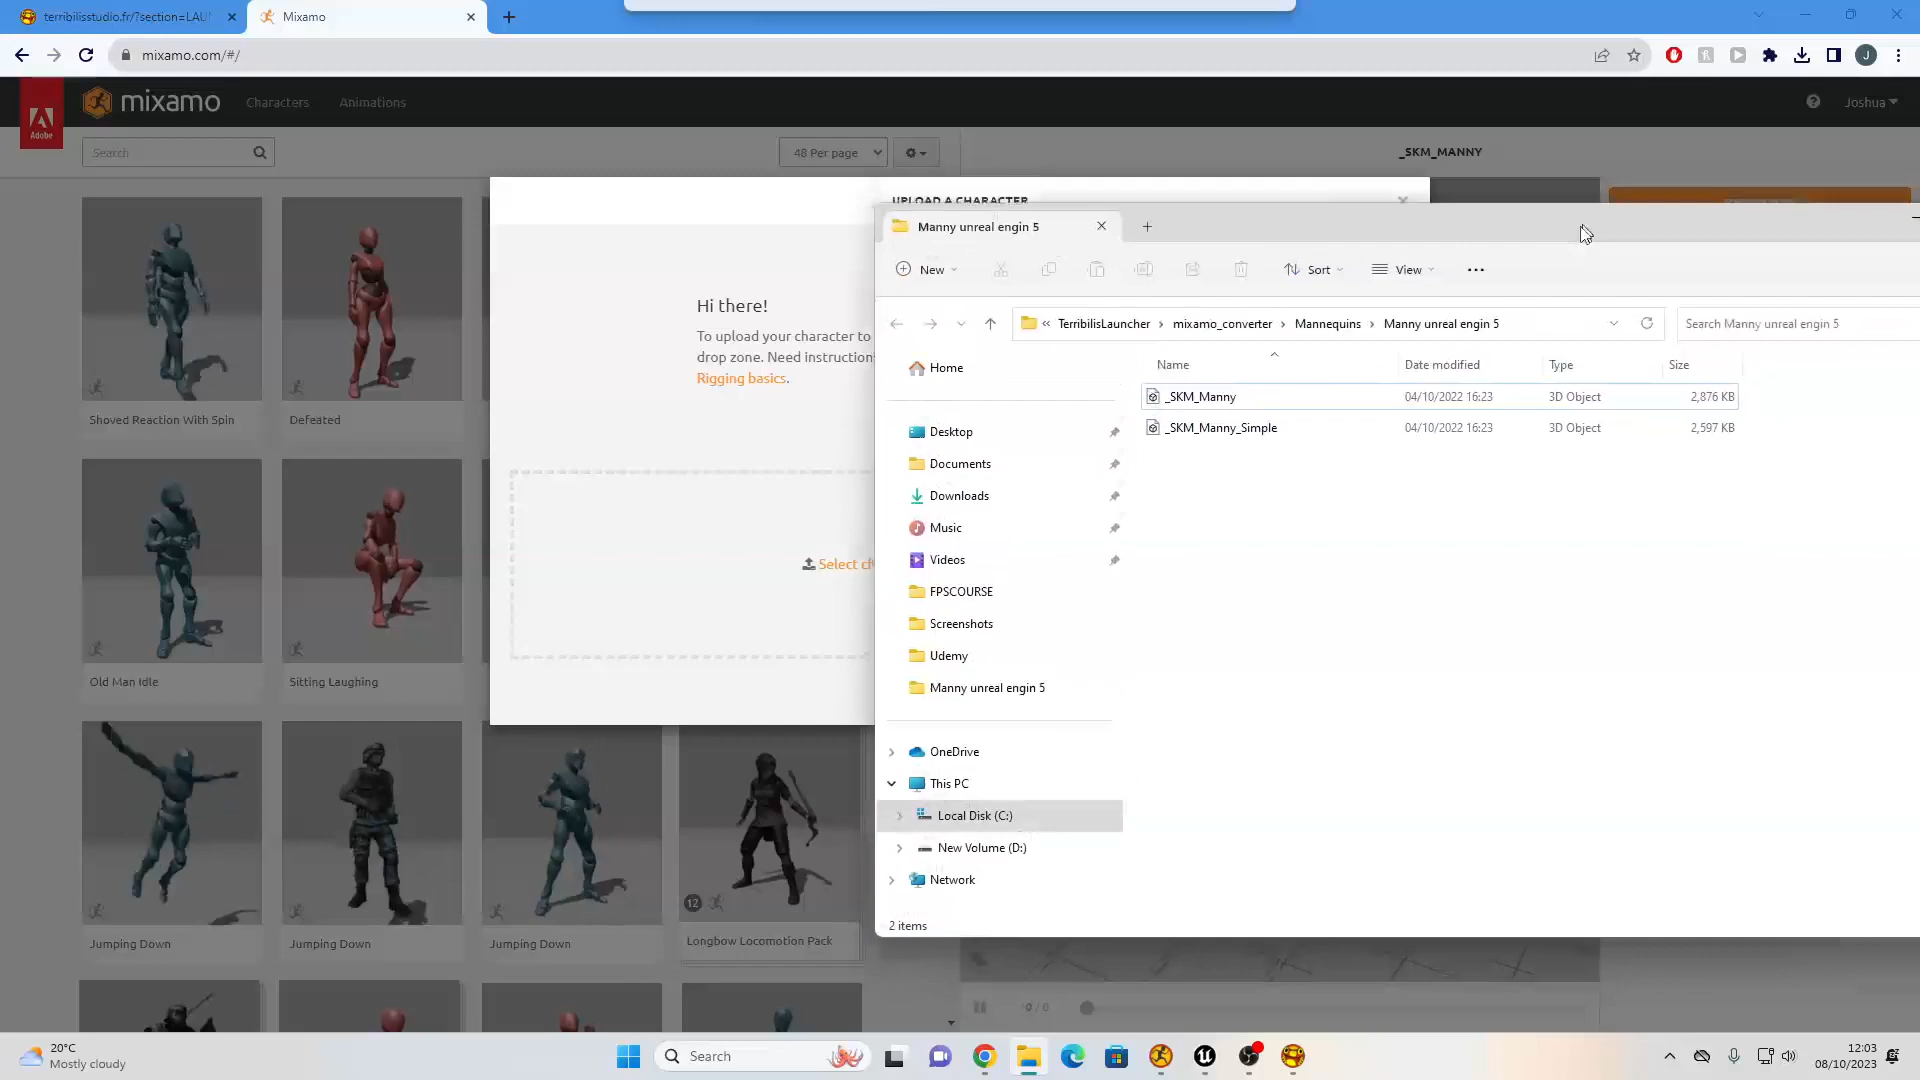 terribilisstudio.fr/?section=LAU
Mixamo
mixamo.com/#/
J
Adobe
mixamo
Characters
Animations
Joshua
Search
48 Per page
_SKM_MANNY
UPLOAD A CHARACTER
Shoved Reaction With Spin
Defeated
Old Man Idle
Sitting Laughing
Jumping Down
Jumping Down
Jumping Down
12
Longbow Locomotion Pack
Hi there!
To upload your character to
drop zone. Need instruction
Rigging basics.
Select
Manny unreal engin 5
New
Sort
View
TerribilisLauncher
mixamo_converter
Mannequins
Manny unreal engin 5
Search Manny unreal engin 5
Name
Date modified
Type
Size
_SKM_Manny
04/10/2022 16:23
3D Object
2,876 KB
_SKM_Manny_Simple
04/10/2022 16:23
3D Object
2,597 KB
Home
Desktop
Documents
Downloads
Music
Videos
FPSCOURSE
Screenshots
Udemy
Manny unreal engin 5
OneDrive
This PC
Local Disk (C:)
New Volume (D:)
Network
2 items
0 / 0
20°C
Mostly cloudy
Search
12:03
08/10/2023